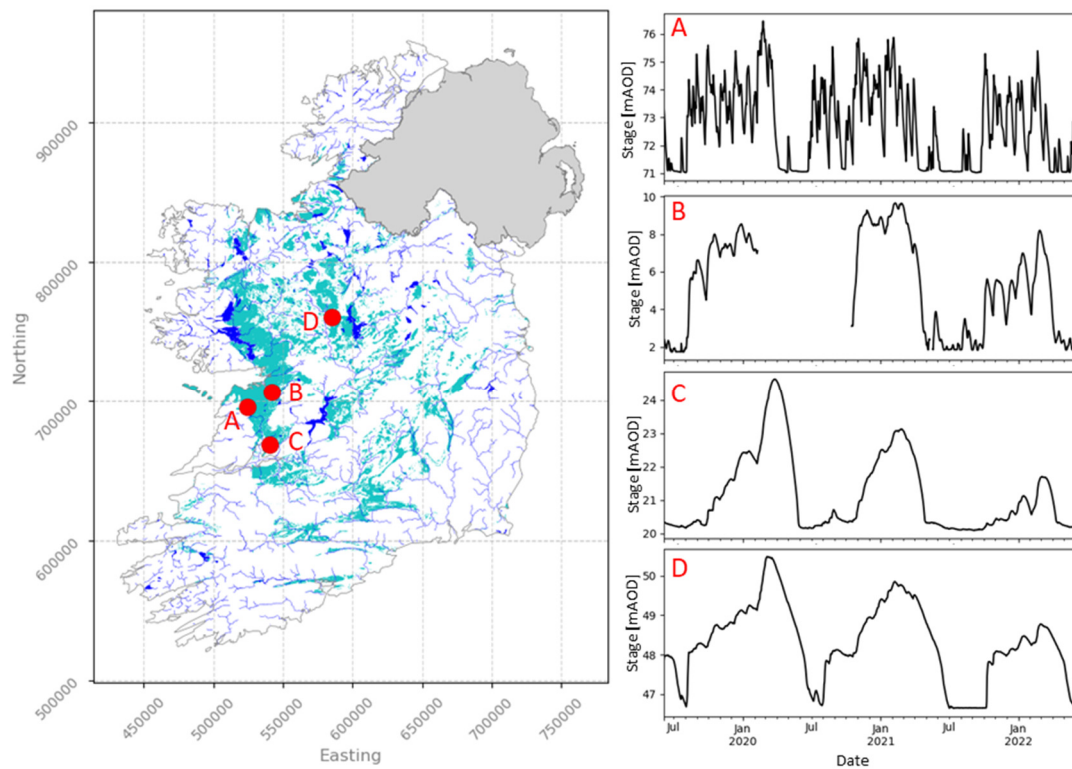 Northing
900000
800000
700000
600000
500000
450000
500000
550000
600000
650000
700000
750000
Easting
D
B
A
C
A
Stage [mAOD]
76
75
74
73
72
71
B
Stage [mAOD]
10
8
6
4
2
C
Stage [mAOD]
24
23
22
21
20
D
Stage [mAOD]
50
49
48
47
Jul
Jan
2020
Jul
Jan
2021
Jul
Jan
2022
Date